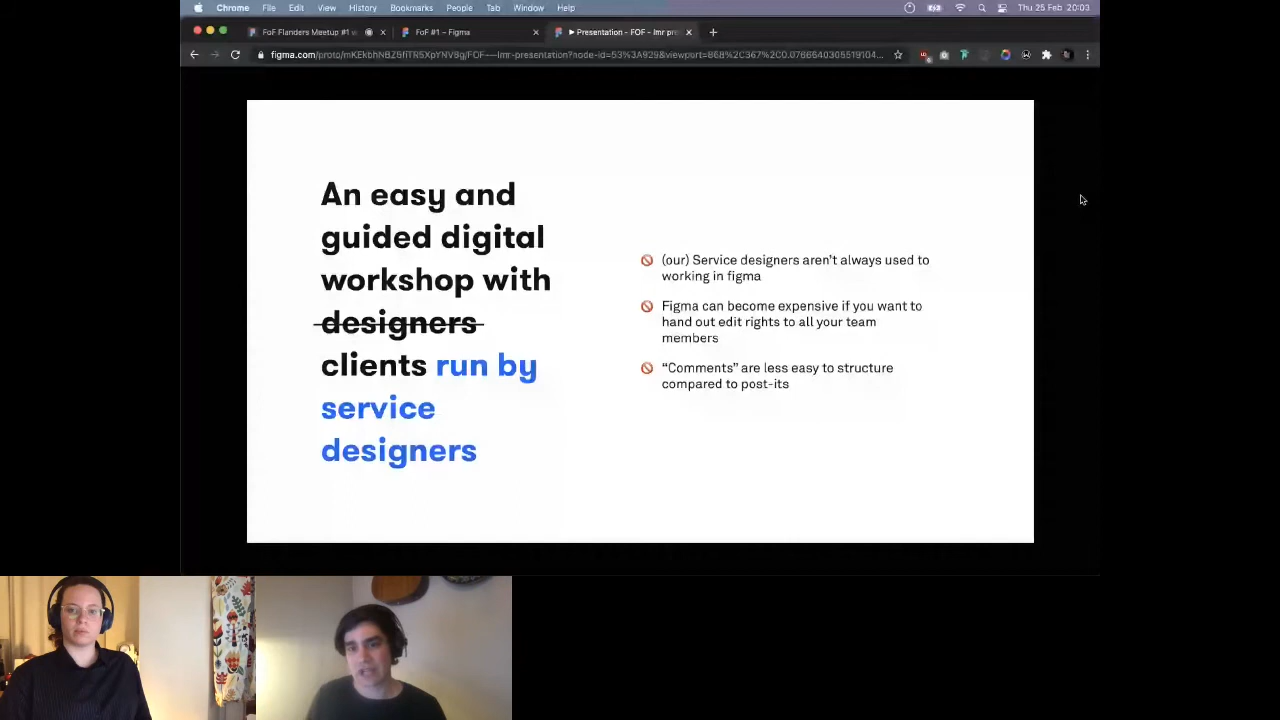 Chrome File Edit View History Bookmarks People Tab Window Help Thu 25 Feb 20:03
FoF Flanders Meetup #1 FoF #1 – Figma Presentation - FOF - lmr pre
An easy and
guided digital
workshop with
designers
clients run by
service
designers
(our) Service designers aren't always used to
working in figma
Figma can become expensive if you want to
hand out edit rights to all your team
members
“Comments” are less easy to structure
compared to post-its